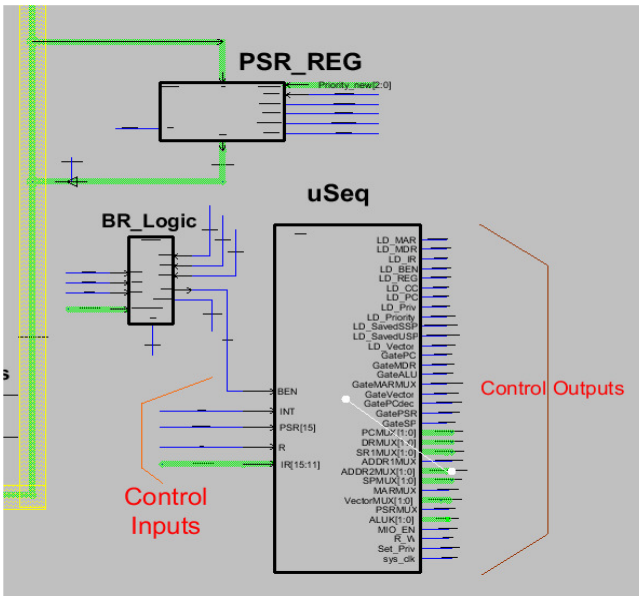 PSR_REG
Priority_new[2:0]
uSeq
BR_Logic
LD_MAR
LD_MDR
LD_IR
LD_BEN
LD_REG
LD_CC
LD_PC
LD_Priv
LD_Priority
LD_SavedSSP
LD_SavedUSP
LD_Vector
GatePC
GateMDR
GateALU
GateMARMUX
GateVector
GatePCdec
GatePSR
GateSP
PCMUX[1:0]
DRMUX[1:0]
SR1MUX[1:0]
ADDR1MUX
ADDR2MUX[1:0]
SPMUX[1:0]
MARMUX
VectorMUX[1:0]
PSRMUX
ALUK[1:0]
MIO_EN
R_W
Set_Priv
sys_clk
BEN
INT
PSR[15]
R
IR[15:11]
Control
Inputs
Control Outputs
s